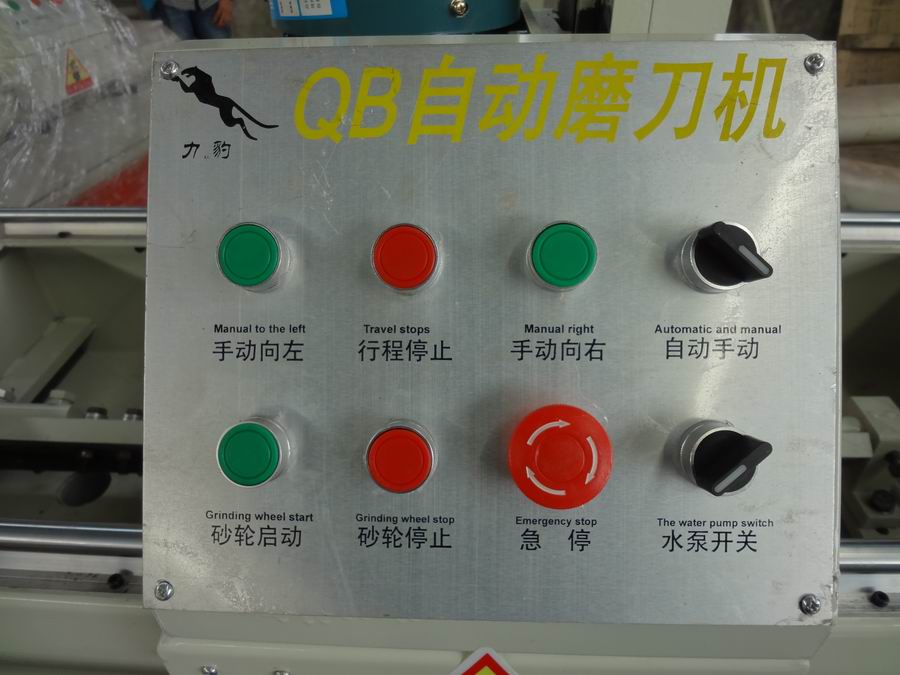 QB自动磨刀机
力豹
Manual to the left
手动向左
Travel stops
行程停止
Manual right
手动向右
Automatic and manual
自动手动
Grinding wheel start
砂轮启动
Grinding wheel stop
砂轮停止
Emergency stop
急 停
The water pump switch
水泵开关